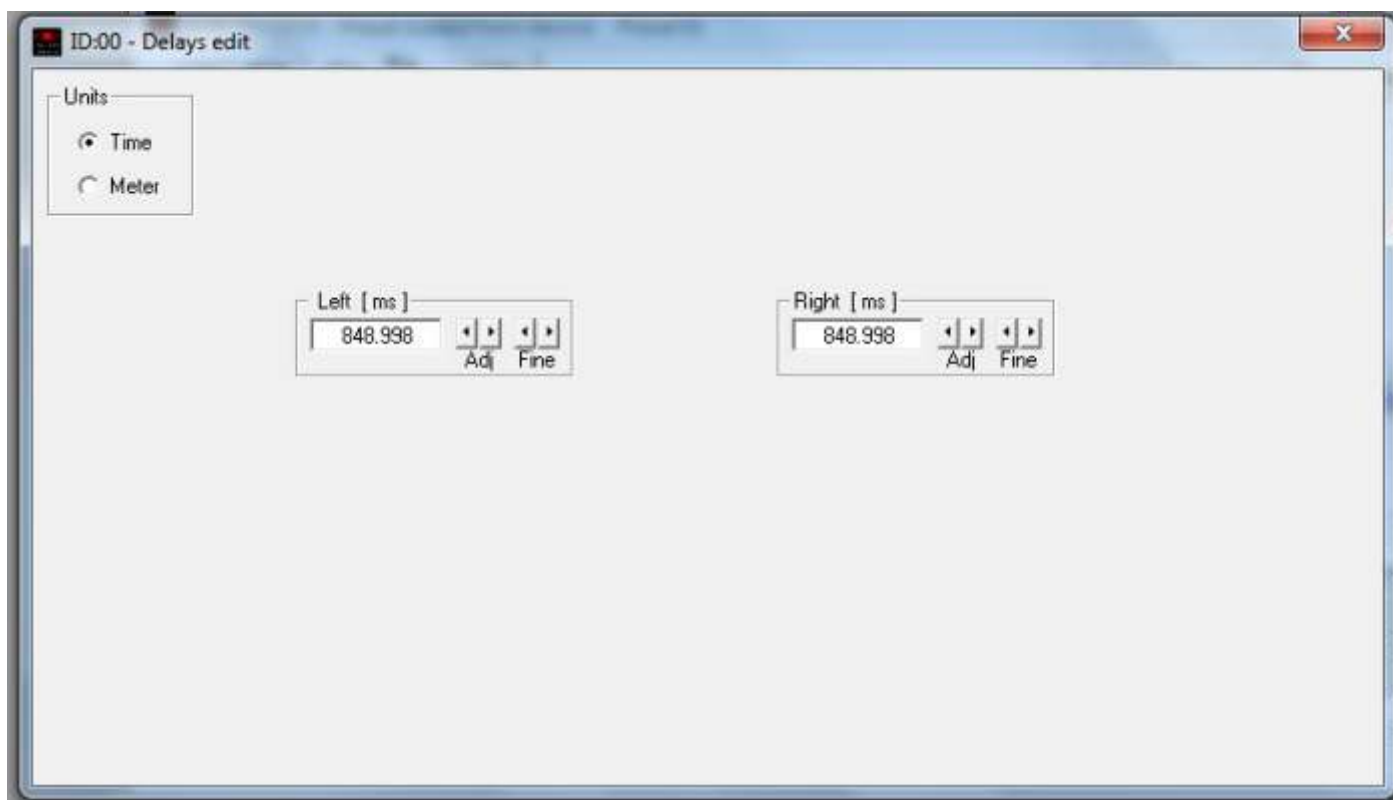 ID:00 - Delays edit
Units
Time
Meter
Left [ ms ]
848.998
Adj Fine
Right [ ms ]
848.998
Adj Fine